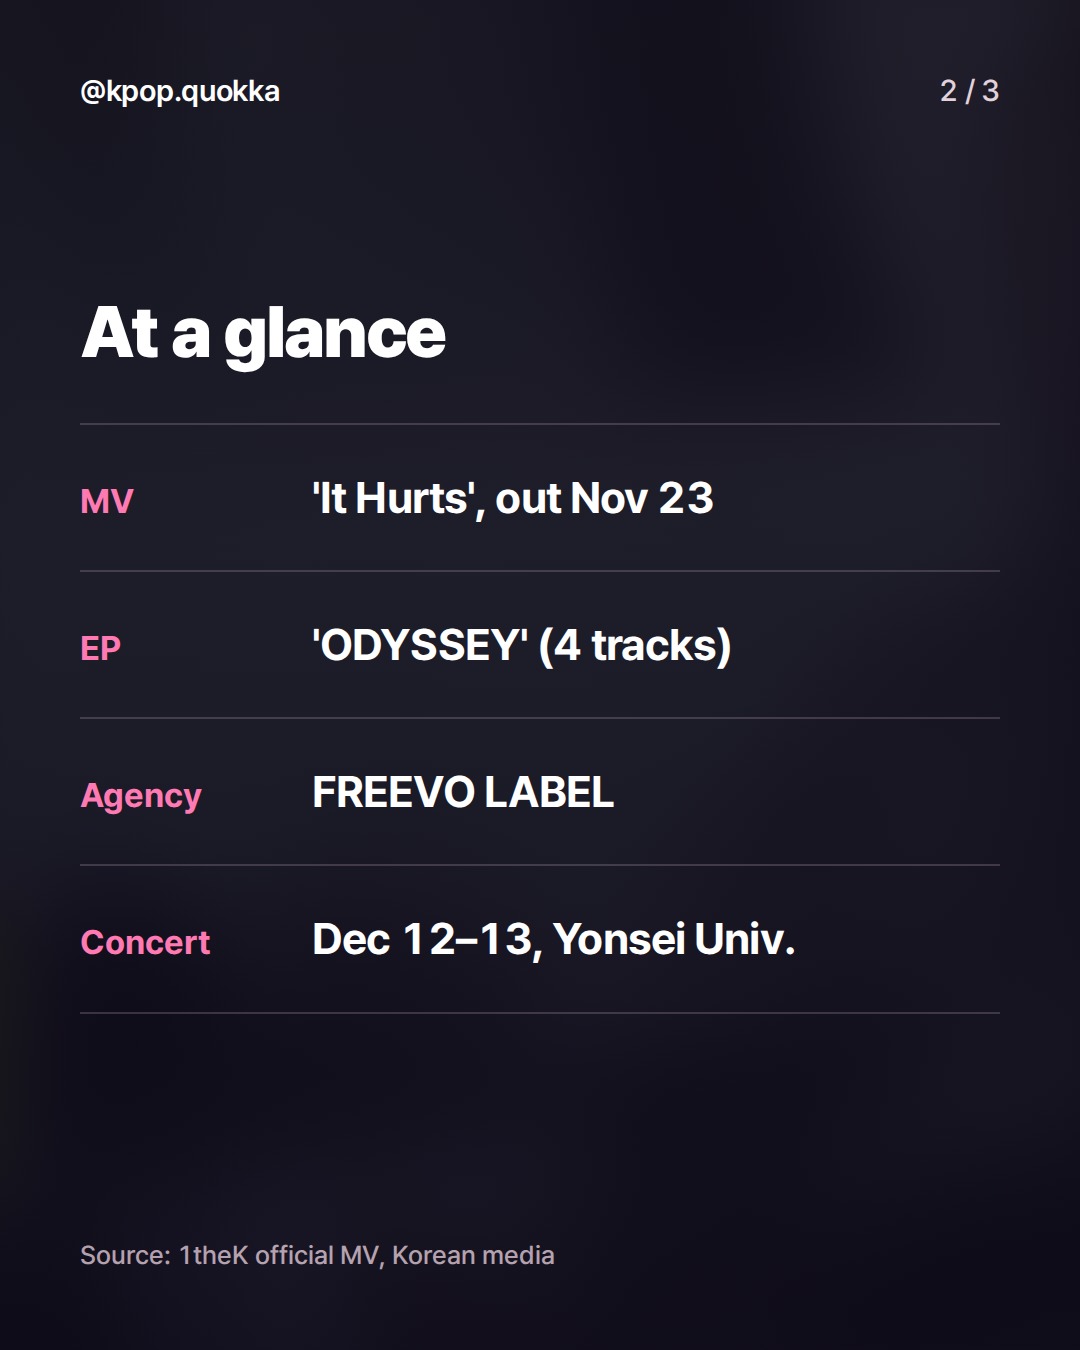 @kpop.quokka
2 / 3
At a glance
MV
'It Hurts', out Nov 23
EP
'ODYSSEY' (4 tracks)
Agency
FREEVO LABEL
Concert
Dec 12–13, Yonsei Univ.
Source: 1theK official MV, Korean media